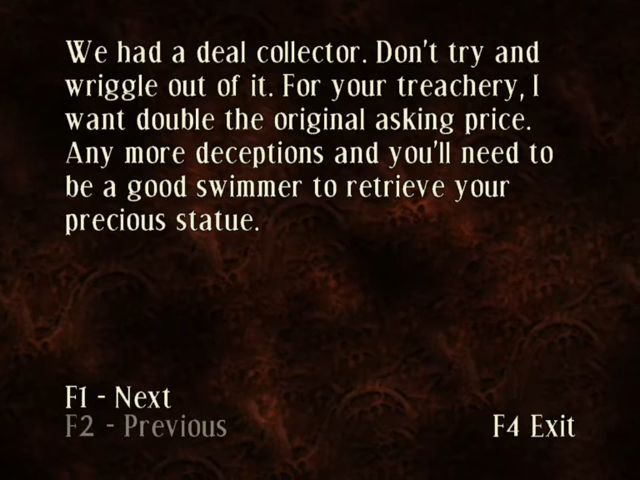 We had a deal collector. Don't try and
wriggle out of it. For your treachery, I
want double the original asking price.
Any more deceptions and you'll need to
be a good swimmer to retrieve your
precious statue.
F1 - Next
F2 - Previous
F4 Exit